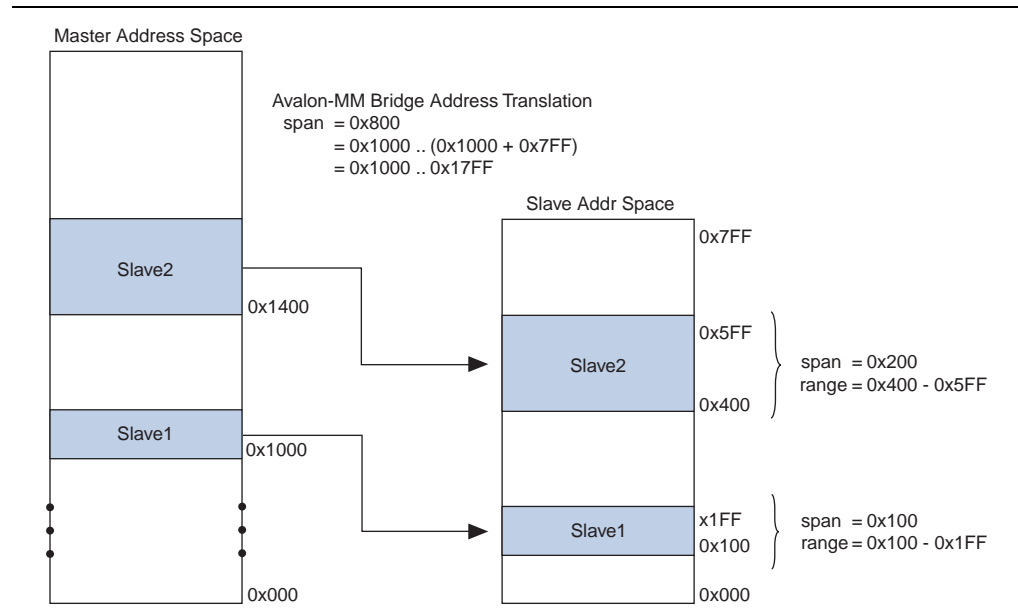 Master Address Space
Avalon-MM Bridge Address Translation
span = 0x800
= 0x1000 .. (0x1000 + 0x7FF)
= 0x1000 .. 0x17FF
Slave Addr Space
0x7FF
Slave2
0x1400
0x5FF
Slave2
span = 0x200
range = 0x400 - 0x5FF
0x400
Slave1
0x1000
x1FF
Slave1
0x100
span = 0x100
range = 0x100 - 0x1FF
0x000
0x000